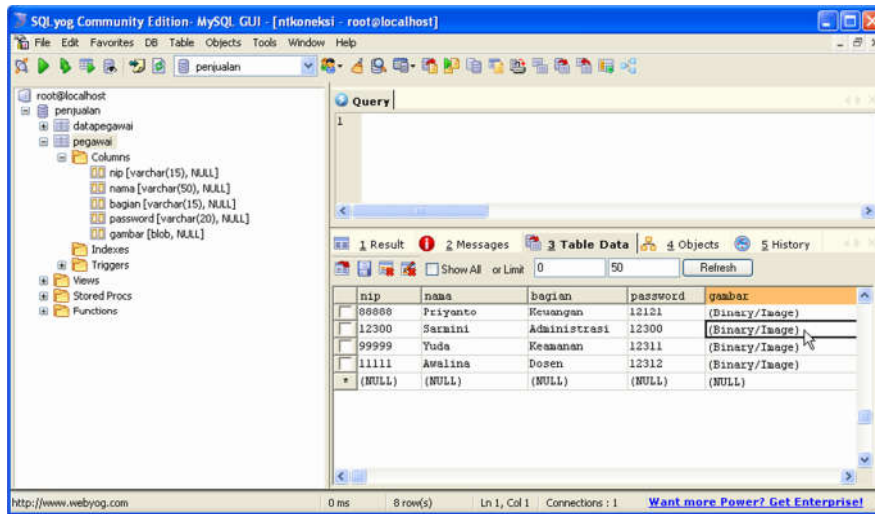 SQLyog Community Edition- MySQL GUI - [ntkoneksi - root@localhost]
File Edit Favorites DB Table Objects Tools Window Help
penjualan
root@localhost
penjualan
datapegawai
pegawai
Columns
nip [varchar(15), NULL]
nama [varchar(50), NULL]
bagian [varchar(15), NULL]
password [varchar(20), NULL]
gambar [blob, NULL]
Indexes
Triggers
Views
Stored Procs
Functions
Query
1
1 Result 2 Messages 3 Table Data 4 Objects 5 History
Show All or Limit 0 50 Refresh
nip nama bagian password gambar
88888 Priyanto Keuangan 12121 (Binary/Image)
12300 Sarmini Administrasi 12300 (Binary/Image)
99999 Yuda Keamanan 12311 (Binary/Image)
11111 Awalina Dosen 12312 (Binary/Image)
* (NULL) (NULL) (NULL) (NULL) (NULL)
http://www.webyog.com 0 ms 8 row(s) Ln 1, Col 1 Connections : 1 Want more Power? Get Enterprise!